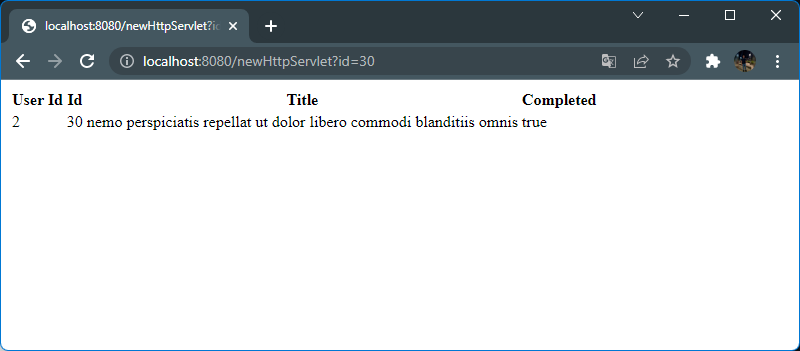 localhost:8080/newHttpServlet?id
localhost:8080/newHttpServlet?id=30
User Id Id Title Completed
2 30 nemo perspiciatis repellat ut dolor libero commodi blanditiis omnis true